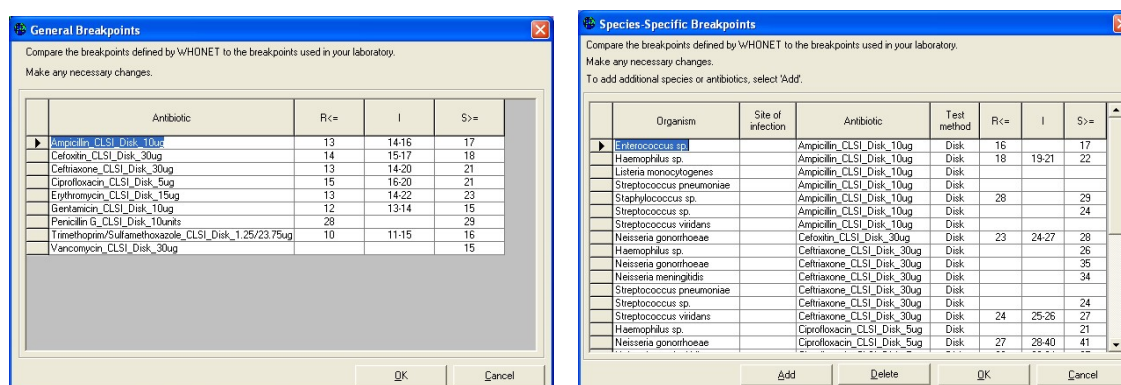 General Breakpoints
Compare the breakpoints defined by WHONET to the breakpoints used in your laboratory.
Make any necessary changes.
Antibiotic R<= I S>=
Ampicillin_CLSI_Disk_10ug 13 14-16 17
Cefoxitin_CLSI_Disk_30ug 14 15-17 18
Ceftriaxone_CLSI_Disk_30ug 13 14-20 21
Ciprofloxacin_CLSI_Disk_5ug 15 16-20 21
Erythromycin_CLSI_Disk_15ug 13 14-22 23
Gentamicin_CLSI_Disk_10ug 12 13-14 15
Penicillin G_CLSI_Disk_10units 28 29
Trimethoprim/Sulfamethoxazole_CLSI_Disk_1.25/23.75ug 10 11-15 16
Vancomycin_CLSI_Disk_30ug 15
OK Cancel
Species-Specific Breakpoints
Compare the breakpoints defined by WHONET to the breakpoints used in your laboratory.
Make any necessary changes.
To add additional species or antibiotics, select 'Add'.
Organism Site of infection Antibiotic Test method R<= I S>=
Enterococcus sp. Ampicillin_CLSI_Disk_10ug Disk 16 17
Haemophilus sp. Ampicillin_CLSI_Disk_10ug Disk 18 19-21 22
Listeria monocytogenes Ampicillin_CLSI_Disk_10ug Disk
Streptococcus pneumoniae Ampicillin_CLSI_Disk_10ug Disk
Staphylococcus sp. Ampicillin_CLSI_Disk_10ug Disk 28 29
Streptococcus sp. Ampicillin_CLSI_Disk_10ug Disk 24
Streptococcus viridans Ampicillin_CLSI_Disk_10ug Disk
Neisseria gonorrhoeae Cefoxitin_CLSI_Disk_30ug Disk 23 24-27 28
Haemophilus sp. Ceftriaxone_CLSI_Disk_30ug Disk 26
Neisseria gonorrhoeae Ceftriaxone_CLSI_Disk_30ug Disk 35
Neisseria meningitidis Ceftriaxone_CLSI_Disk_30ug Disk 34
Streptococcus pneumoniae Ceftriaxone_CLSI_Disk_30ug Disk
Streptococcus sp. Ceftriaxone_CLSI_Disk_30ug Disk 24
Streptococcus viridans Ceftriaxone_CLSI_Disk_30ug Disk 24 25-26 27
Haemophilus sp. Ciprofloxacin_CLSI_Disk_5ug Disk 21
Neisseria gonorrhoeae Ciprofloxacin_CLSI_Disk_5ug Disk 27 28-40 41
Add Delete OK Cancel